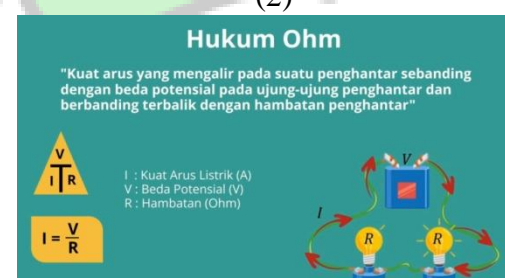 (2)
Hukum Ohm
"Kuat arus yang mengalir pada suatu penghantar sebanding
dengan beda potensial pada ujung-ujung penghantar dan
berbanding terbalik dengan hambatan penghantar"
V
I R
I : Kuat Arus Listrik (A)
V : Beda Potensial (V)
R : Hambatan (Ohm)
I = V/R
V
I
R
R